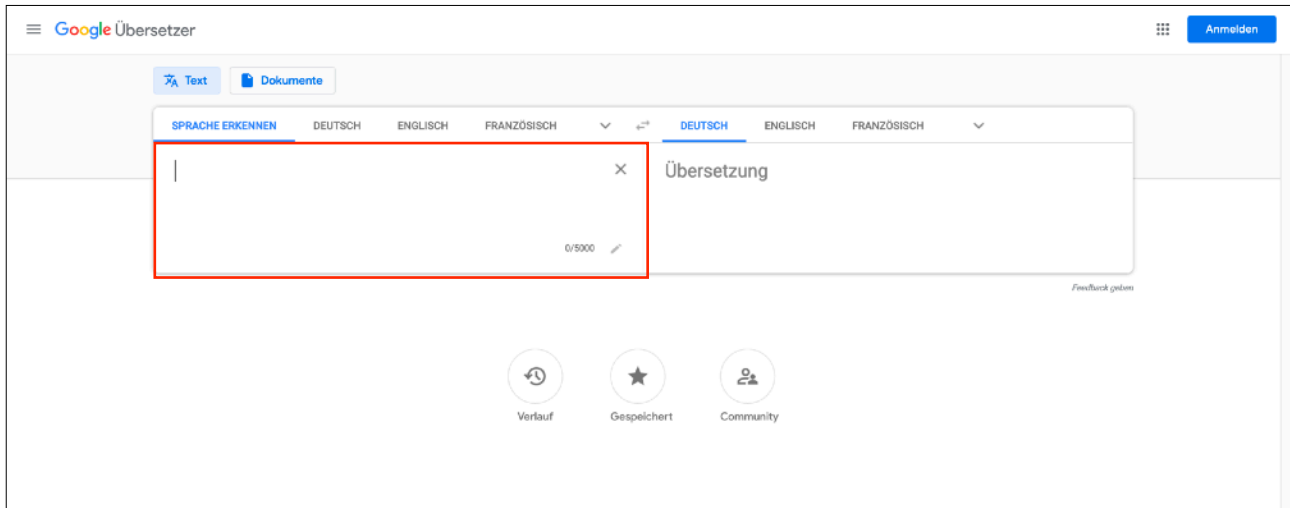 Google Übersetzer
Anmelden
Text
Dokumente
SPRACHE ERKENNEN DEUTSCH ENGLISCH FRANZÖSISCH DEUTSCH ENGLISCH FRANZÖSISCH
Übersetzung
0/5000
Feedback geben
Verlauf Gespeichert Community